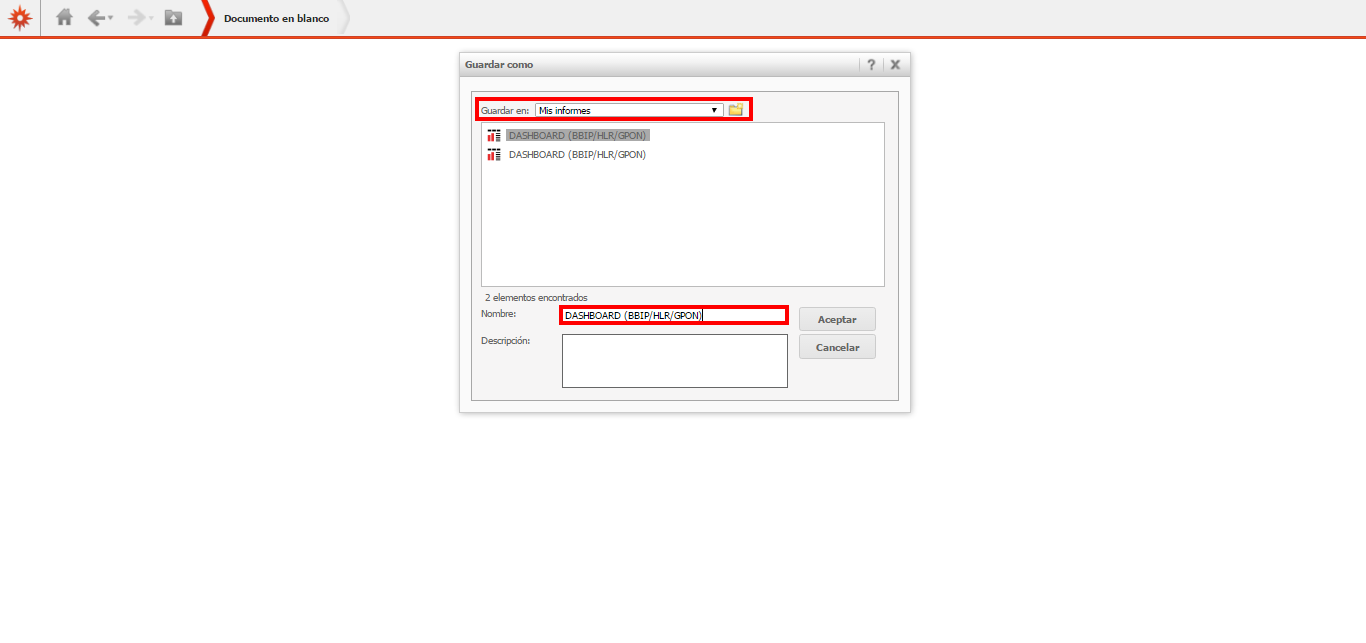 Documento en blanco
Guardar como
?
Guardar en: Mis informes
DASHBOARD (BBIP/HLR/GPON)
DASHBOARD (BBIP/HLR/GPON)
2 elementos encontrados
Nombre: DASHBOARD (BBIP/HLR/GPON) Aceptar
Descripción: Cancelar